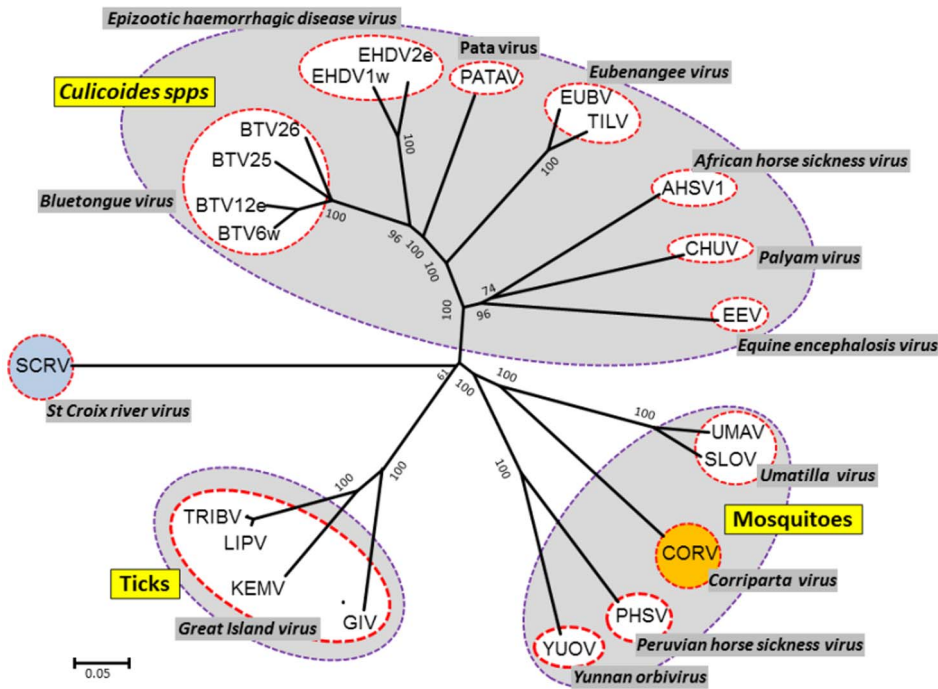 Epizootic haemorrhagic disease virus
EHDV2e
EHDV1w
Pata virus
PATAV
Eubenangee virus
EUBV
TILV
Culicoides spps
BTV26
BTV25
BTV12e
BTV6w
Bluetongue virus
100
100
96
100
100
100
African horse sickness virus
AHSV1
CHUV
Palyam virus
74
96
EEV
Equine encephalosis virus
100
SCRV
St Croix river virus
61
100
100
100
UMAV
SLOV
Umatilla virus
Mosquitoes
CORV
Corriparta virus
100
PHSV
Peruvian horse sickness virus
YUOV
Yunnan orbivirus
100
100
TRIBV
LIPV
KEMV
GIV
Ticks
Great Island virus
0.05